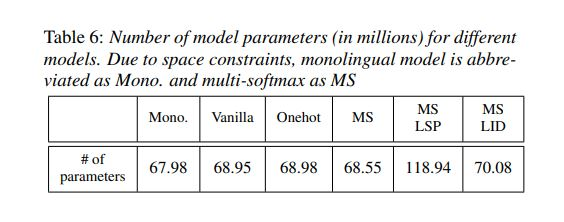 Table 6: Number of model parameters (in millions) for different
models. Due to space constraints, monolingual model is abbre-
viated as Mono. and multi-softmax as MS
Mono. Vanilla Onehot MS MS LSP MS LID
# of parameters 67.98 68.95 68.98 68.55 118.94 70.08